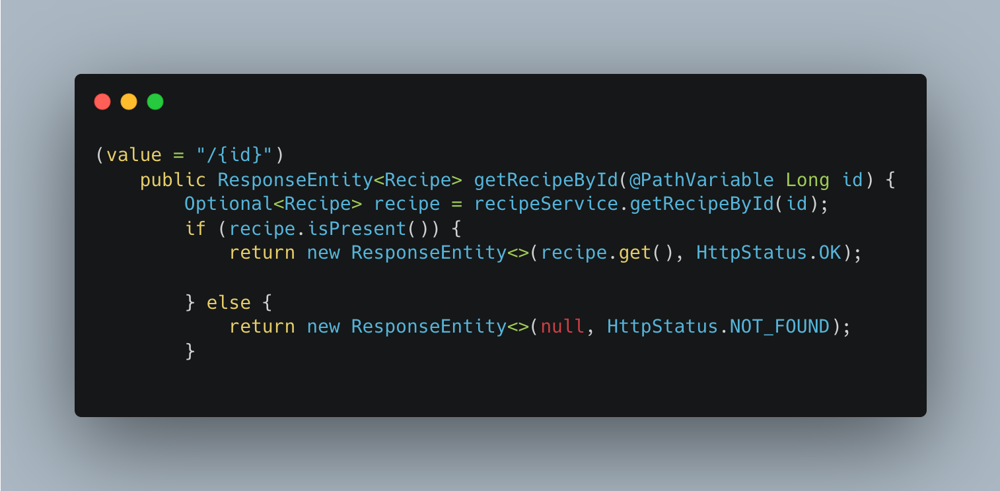 (value = "/{id}")
    public ResponseEntity<Recipe> getRecipeById(@PathVariable Long id) {
        Optional<Recipe> recipe = recipeService.getRecipeById(id);
        if (recipe.isPresent()) {
            return new ResponseEntity<>(recipe.get(), HttpStatus.OK);
        } else {
            return new ResponseEntity<>(null, HttpStatus.NOT_FOUND);
        }